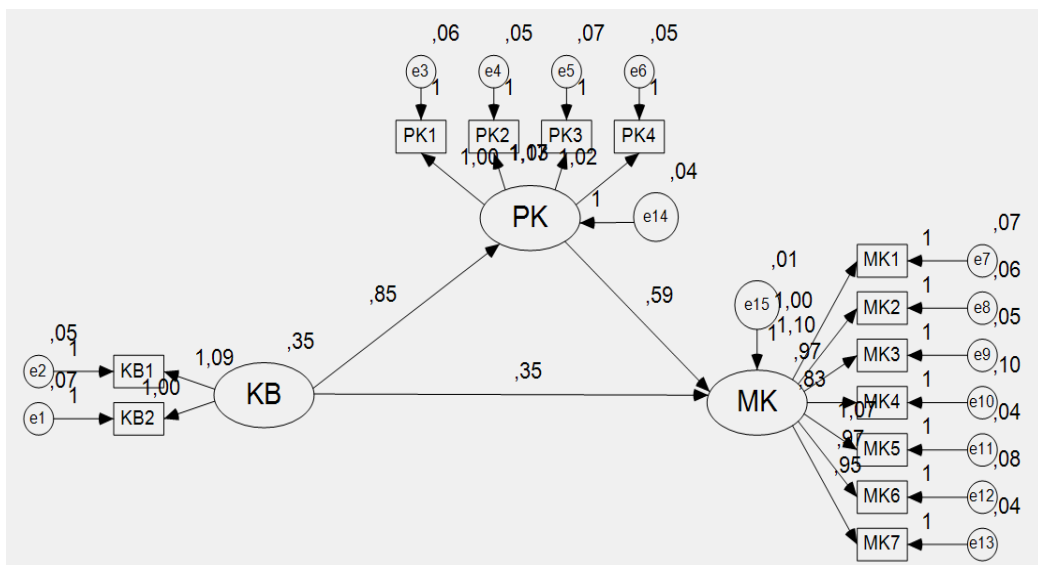 ,06 ,05 ,07 ,05
e3 e4 e5 e6
1 1 1 1
PK1 PK2 PK3 PK4
1,00 1,02
,04
1
PK
e14
,07
1
MK1
e7
,01
,06
,85
,59
e15
1,00
1
MK2
e8
1,10
,05
1
,05
1
MK3
e9
,35
,97
,10
e2
1
KB1
1,09
,35
,83
1
MK4
e10
,07
1,00
KB
MK
1,07
,04
e1
1
KB2
1
MK5
e11
,97
,08
,95
1
MK6
e12
,04
1
MK7
e13